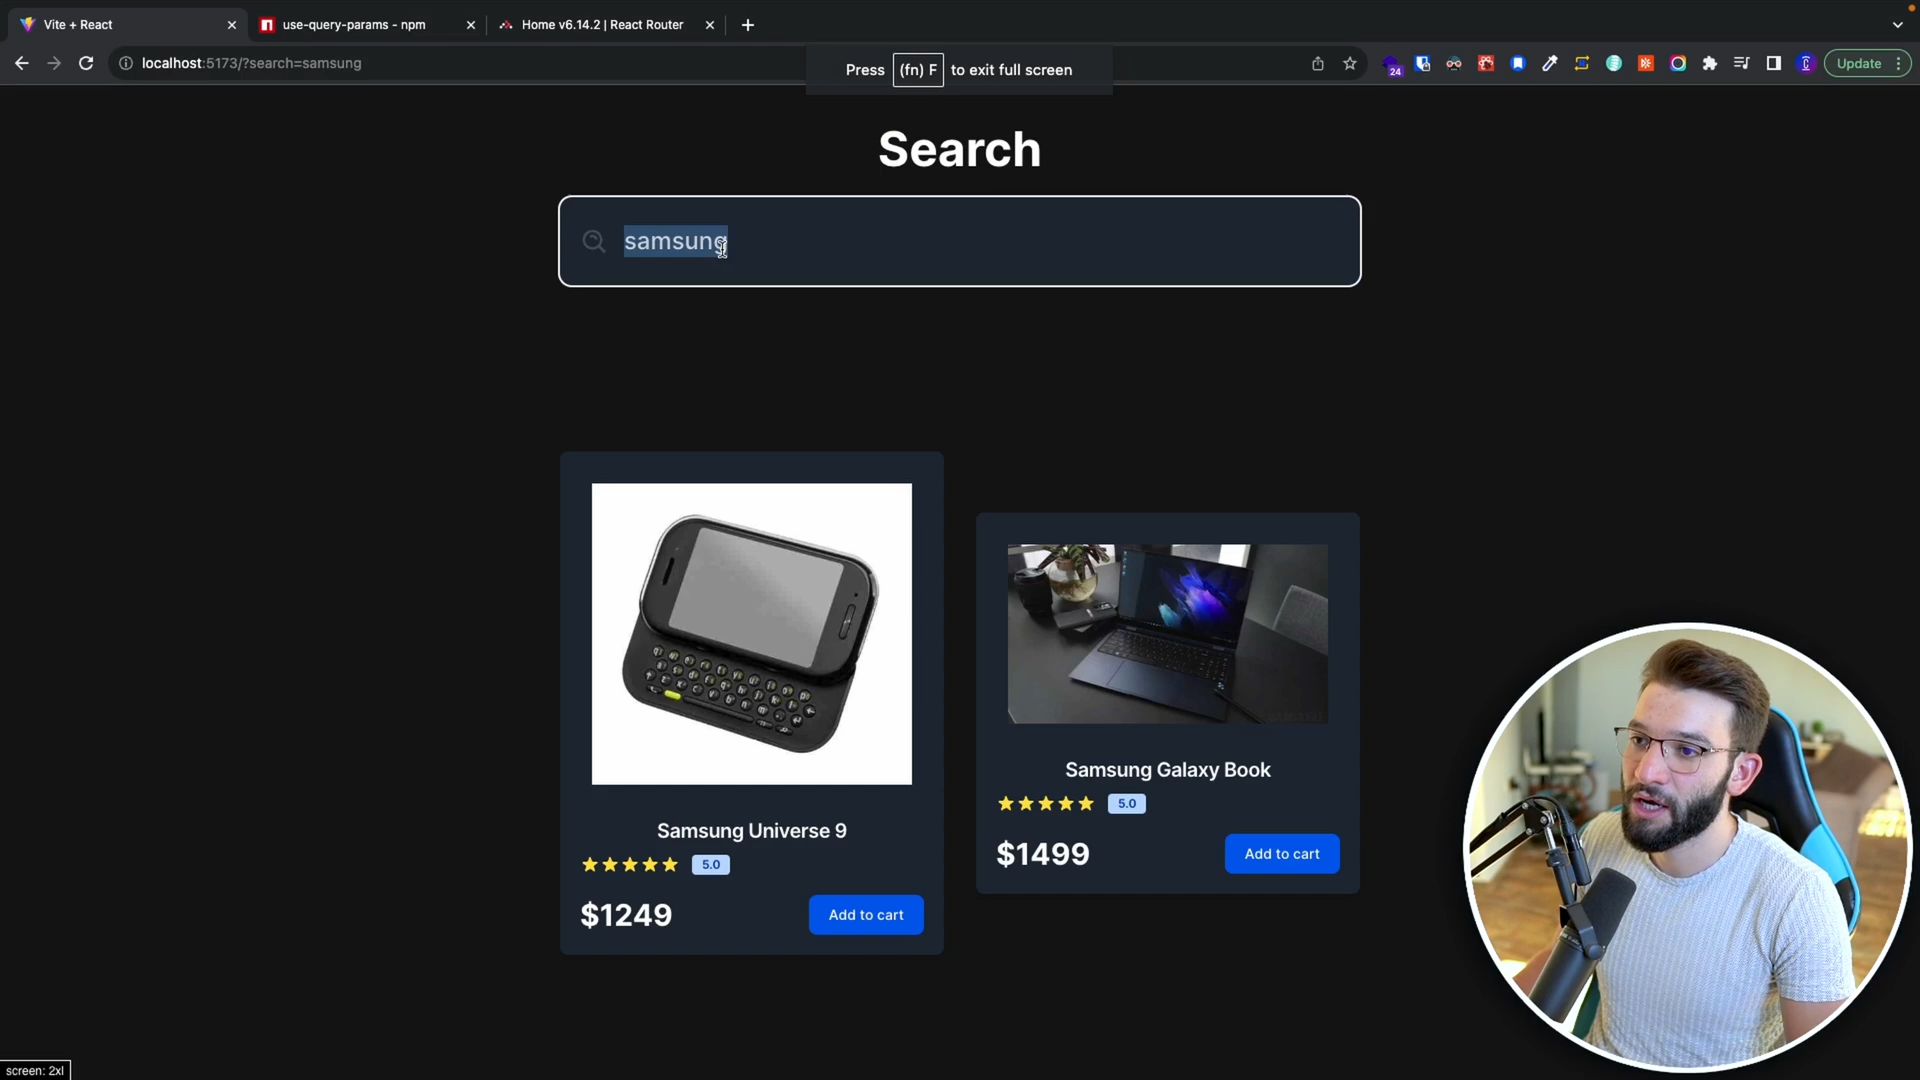 Vite + React
use-query-params - npm
Home v6.14.2 | React Router
localhost:5173/?search=samsung
Press (fn) F to exit full screen
24
Update
Search
samsung
Samsung Universe 9
5.0
$1249
Add to cart
Samsung Galaxy Book
5.0
$1499
Add to cart
screen: 2xl